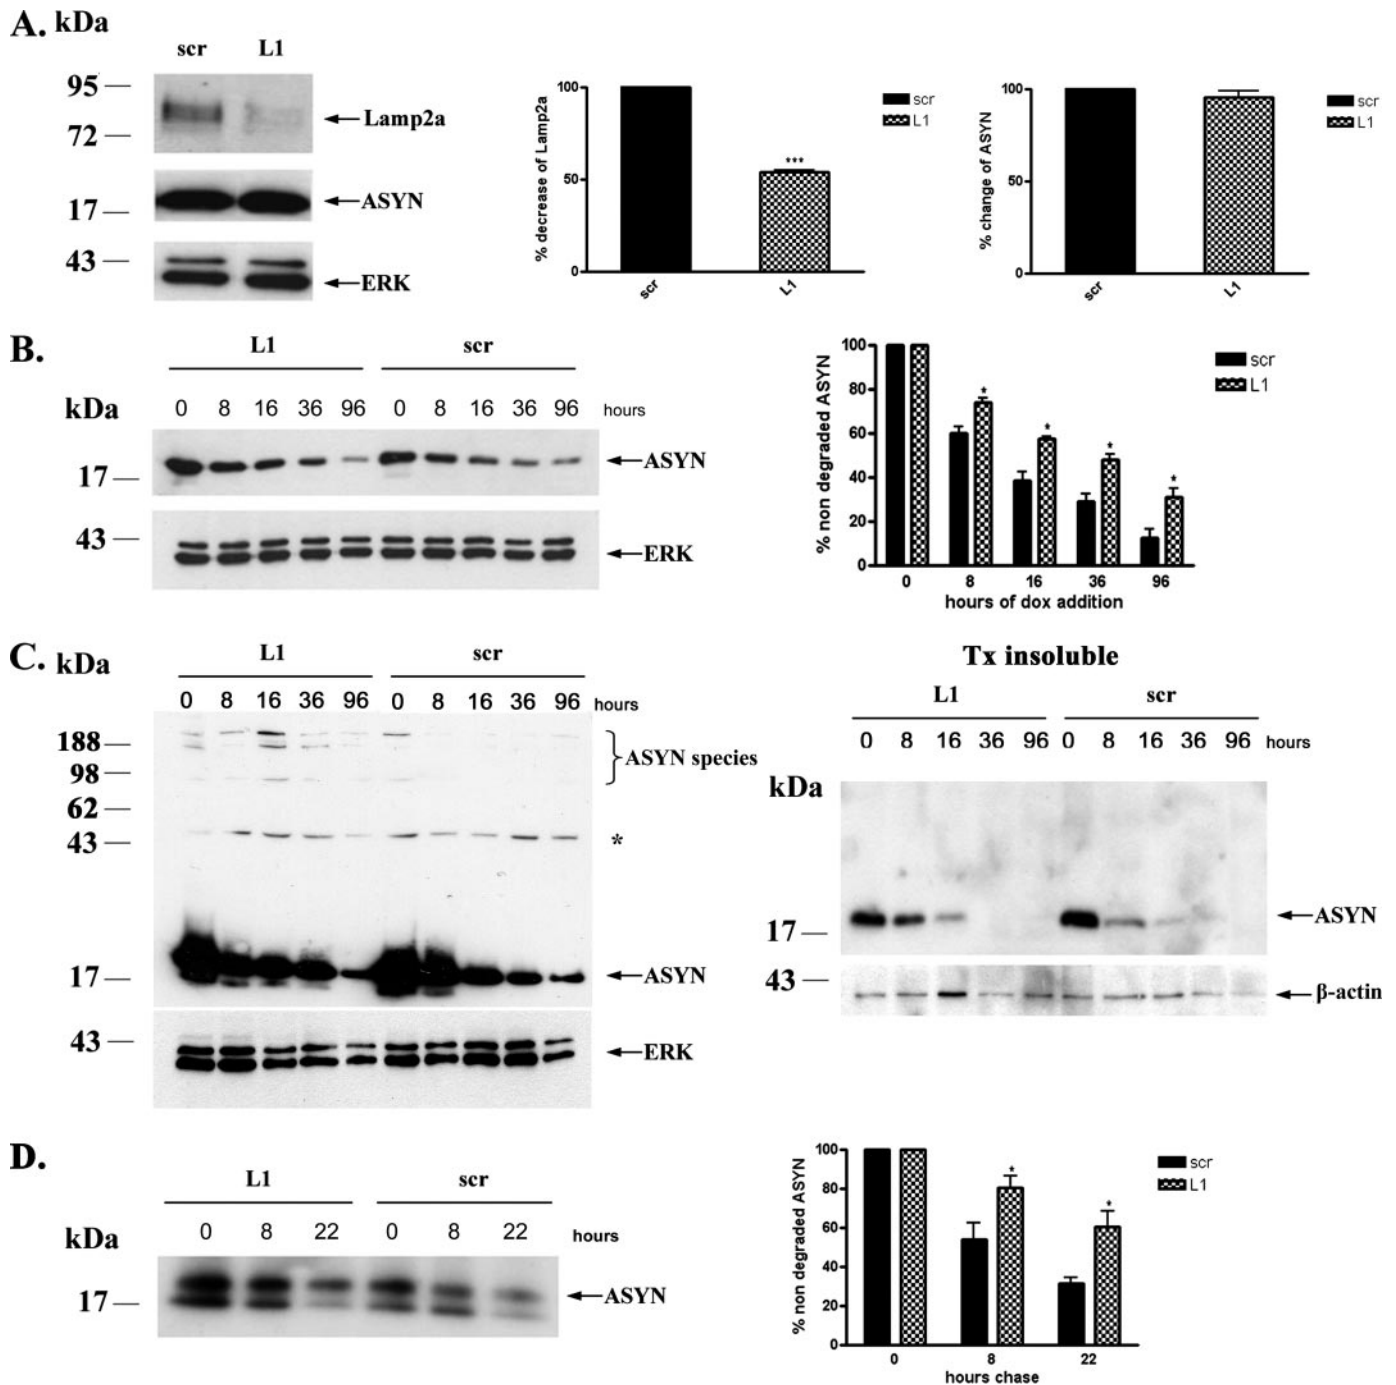 A. kDa
scr L1
95
72
Lamp2a
17
ASYN
43
ERK
% decrease of Lamp2a
100
50
0
scr L1
***
scr
L1
% change of ASYN
100
50
0
scr L1
scr
L1
B.
L1 scr
kDa
0 8 16 36 96 0 8 16 36 96 hours
17
ASYN
43
ERK
% non degraded ASYN
100
80
60
40
20
0
* * * *
0 8 16 36 96
hours of dox addition
scr
L1
C. kDa
L1 scr
0 8 16 36 96 0 8 16 36 96 hours
188
98
62
43
17
ASYN species
*
ASYN
43
ERK
Tx insoluble
L1 scr
0 8 16 36 96 0 8 16 36 96 hours
kDa
17
ASYN
43
β-actin
D.
L1 scr
0 8 22 0 8 22 hours
kDa
17
ASYN
% non degraded ASYN
100
80
60
40
20
0
* *
0 8 22
hours chase
scr
L1